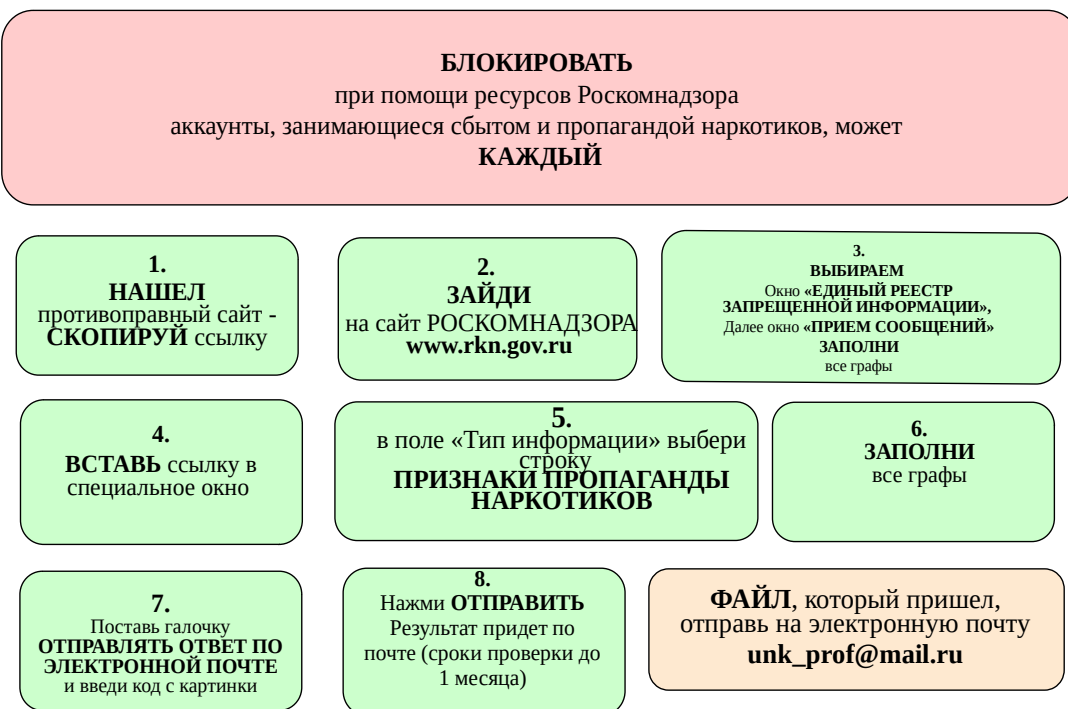 БЛОКИРОВАТЬ
при помощи ресурсов Роскомнадзора
аккаунты, занимающиеся сбытом и пропагандой наркотиков, может
КАЖДЫЙ
1.
НАШЕЛ
противоправный сайт -
СКОПИРУЙ ссылку
2.
ЗАЙДИ
на сайт РОСКОМНАДЗОРА
www.rkn.gov.ru
3.
ВЫБИРАЕМ
Окно «ЕДИНЫЙ РЕЕСТР
ЗАПРЕЩЕННОЙ ИНФОРМАЦИИ»,
Далее окно «ПРИЕМ СООБЩЕНИЙ»
ЗАПОЛНИ
все графы
4.
ВСТАВЬ ссылку в
специальное окно
5.
в поле «Тип информации» выбери
строку
ПРИЗНАКИ ПРОПАГАНДЫ
НАРКОТИКОВ
6.
ЗАПОЛНИ
все графы
7.
Поставь галочку
ОТПРАВЛЯТЬ ОТВЕТ ПО
ЭЛЕКТРОННОЙ ПОЧТЕ
и введи код с картинки
8.
Нажми ОТПРАВИТЬ
Результат придет по
почте (сроки проверки до
1 месяца)
ФАЙЛ, который пришел,
отправь на электронную почту
unk_prof@mail.ru